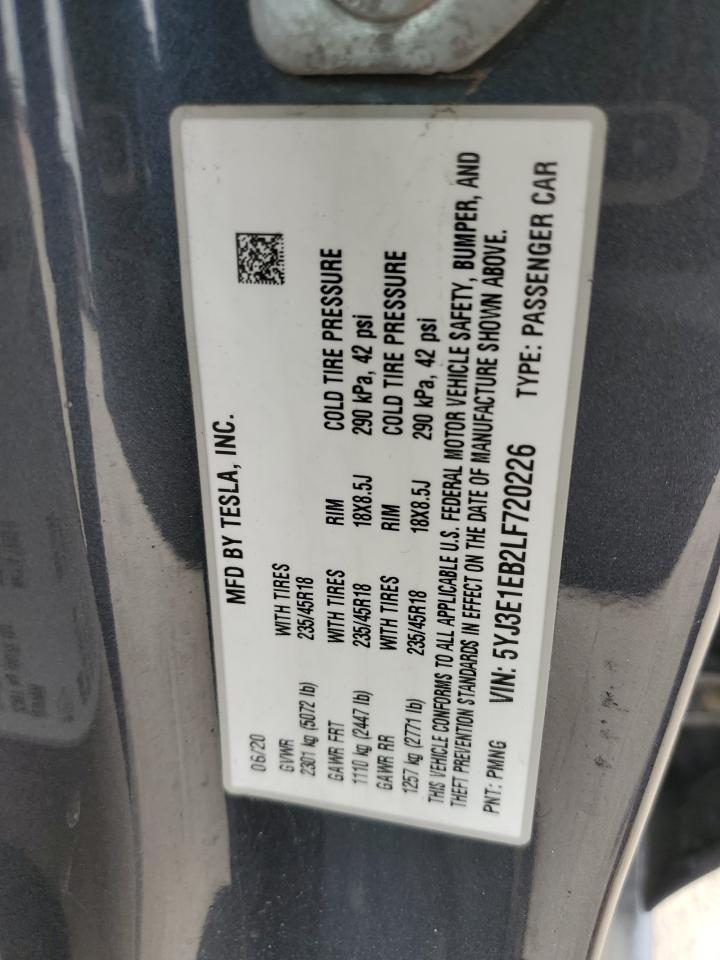 MFD BY TESLA, INC.
06/20
GVWR WITH TIRES
2301 kg (5072 lb) 235/45R18
GAWR FRT WITH TIRES RIM COLD TIRE PRESSURE
1110 kg (2447 lb) 235/45R18 18X8.5J 290 kPa, 42 psi
GAWR RR WITH TIRES RIM COLD TIRE PRESSURE
1257 kg (2771 lb) 235/45R18 18X8.5J 290 kPa, 42 psi
THIS VEHICLE CONFORMS TO ALL APPLICABLE U.S. FEDERAL MOTOR VEHICLE SAFETY, BUMPER, AND
THEFT PREVENTION STANDARDS IN EFFECT ON THE DATE OF MANUFACTURE SHOWN ABOVE.
PNT: PMNG VIN: 5YJ3E1EB2LF720226 TYPE: PASSENGER CAR